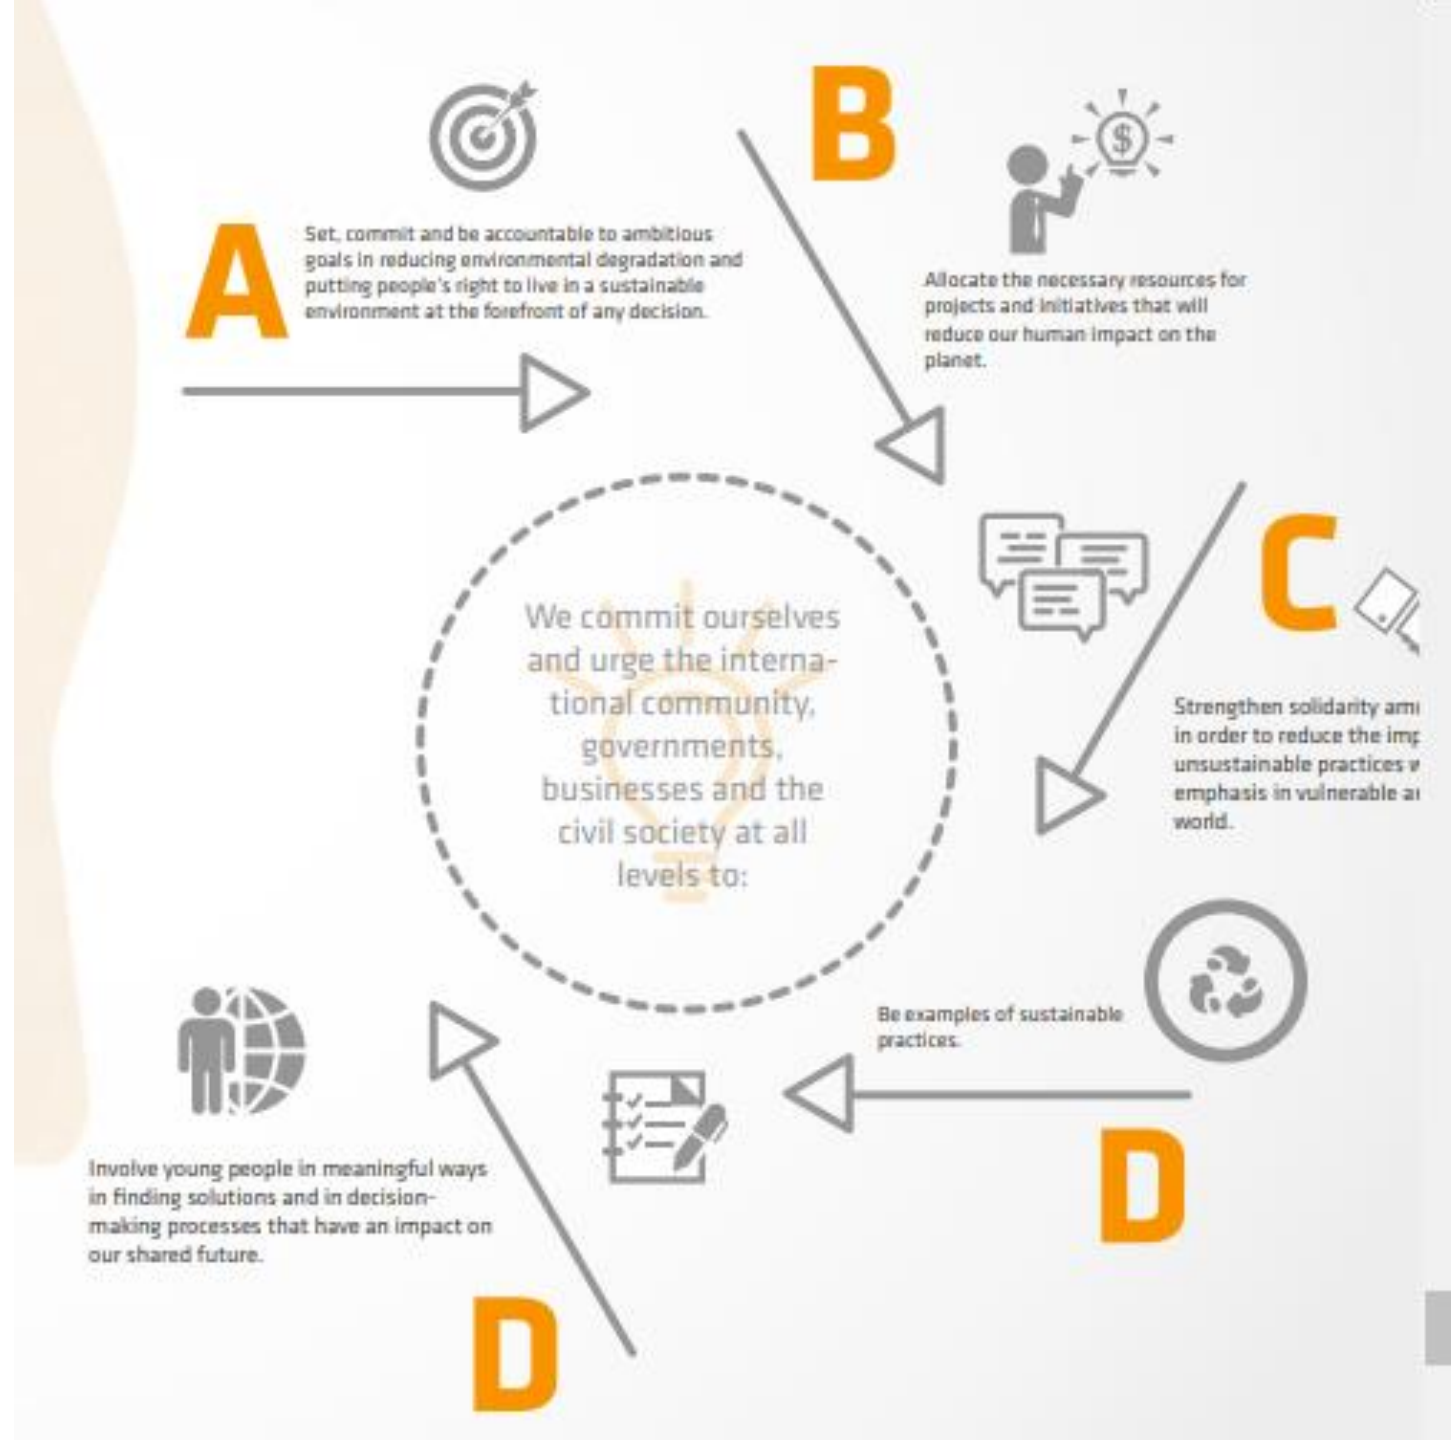 A
Set, commit and be accountable to ambitious
goals in reducing environmental degradation and
putting people's right to live in a sustainable
environment at the forefront of any decision.
B
$
Allocate the necessary resources for
projects and initiatives that will
reduce our human impact on the
planet.
C
Strengthen solidarity
in order to reduce the
unsustainable practices
emphasis in vulnerable
world.
We commit ourselves
and urge the interna-
tional community,
governments,
businesses and the
civil society at all
levels to:
Be examples of sustainable
practices.
D
Involve young people in meaningful ways
in finding solutions and in decision-
making processes that have an impact on
our shared future.
D